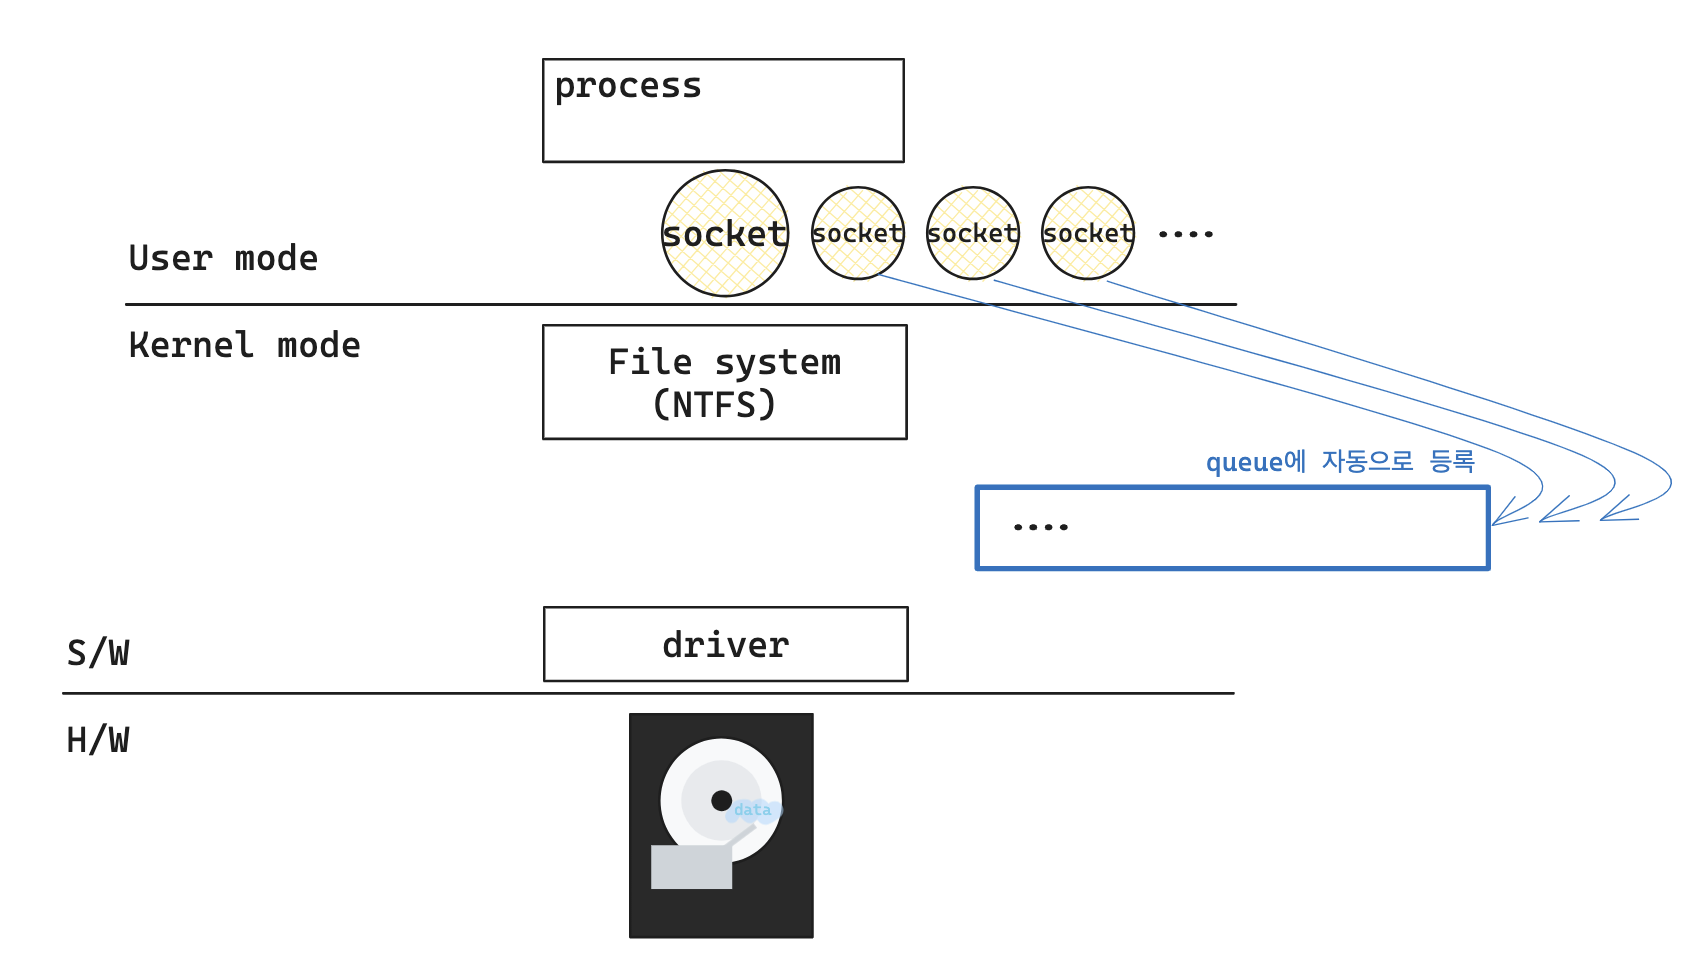 process
socket
socket
socket
socket
....
User mode
Kernel mode
File system
(NTFS)
queue에 자동으로 등록
....
driver
S/W
H/W
data